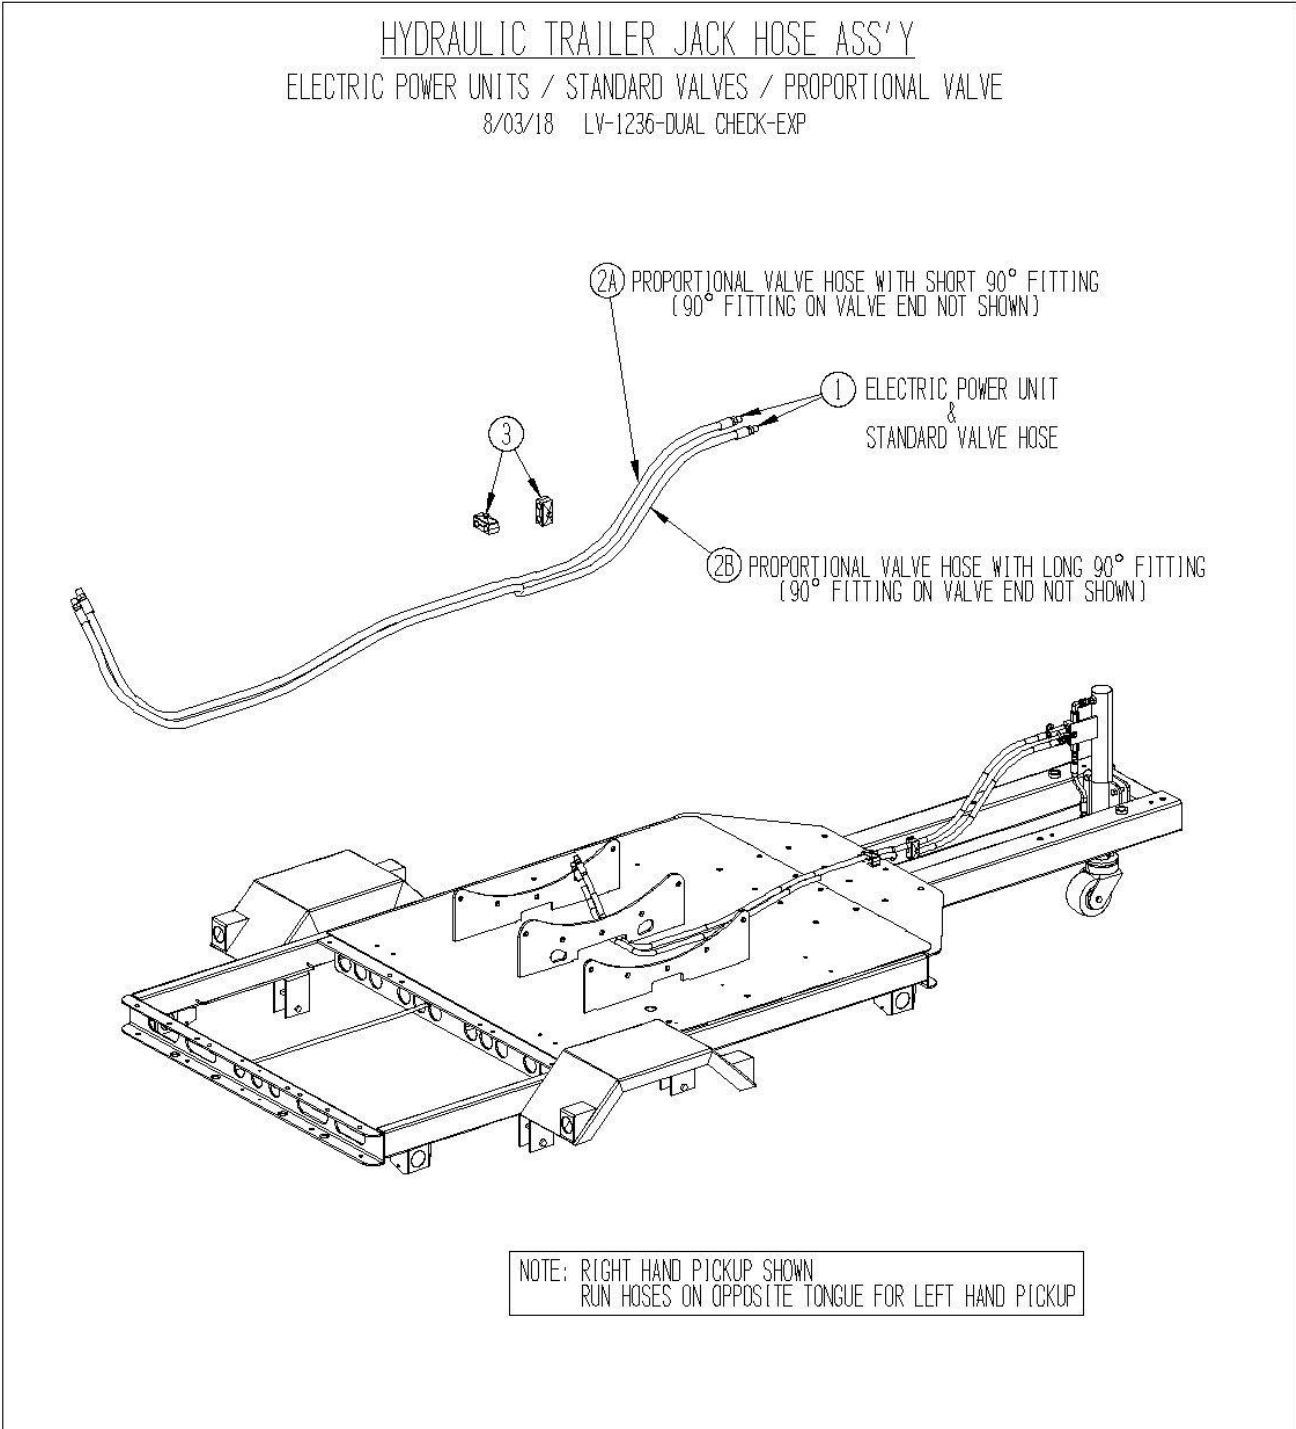 HYDRAULIC TRAILER JACK HOSE ASS'Y
ELECTRIC POWER UNITS / STANDARD VALVES / PROPORTIONAL VALVE
8/03/18 LV-1236-DUAL CHECK-EXP
2A PROPORTIONAL VALVE HOSE WITH SHORT 90° FITTING
(90° FITTING ON VALVE END NOT SHOWN)
1 ELECTRIC POWER UNIT
&
STANDARD VALVE HOSE
3
2B PROPORTIONAL VALVE HOSE WITH LONG 90° FITTING
(90° FITTING ON VALVE END NOT SHOWN)
NOTE: RIGHT HAND PICKUP SHOWN
RUN HOSES ON OPPOSITE TONGUE FOR LEFT HAND PICKUP